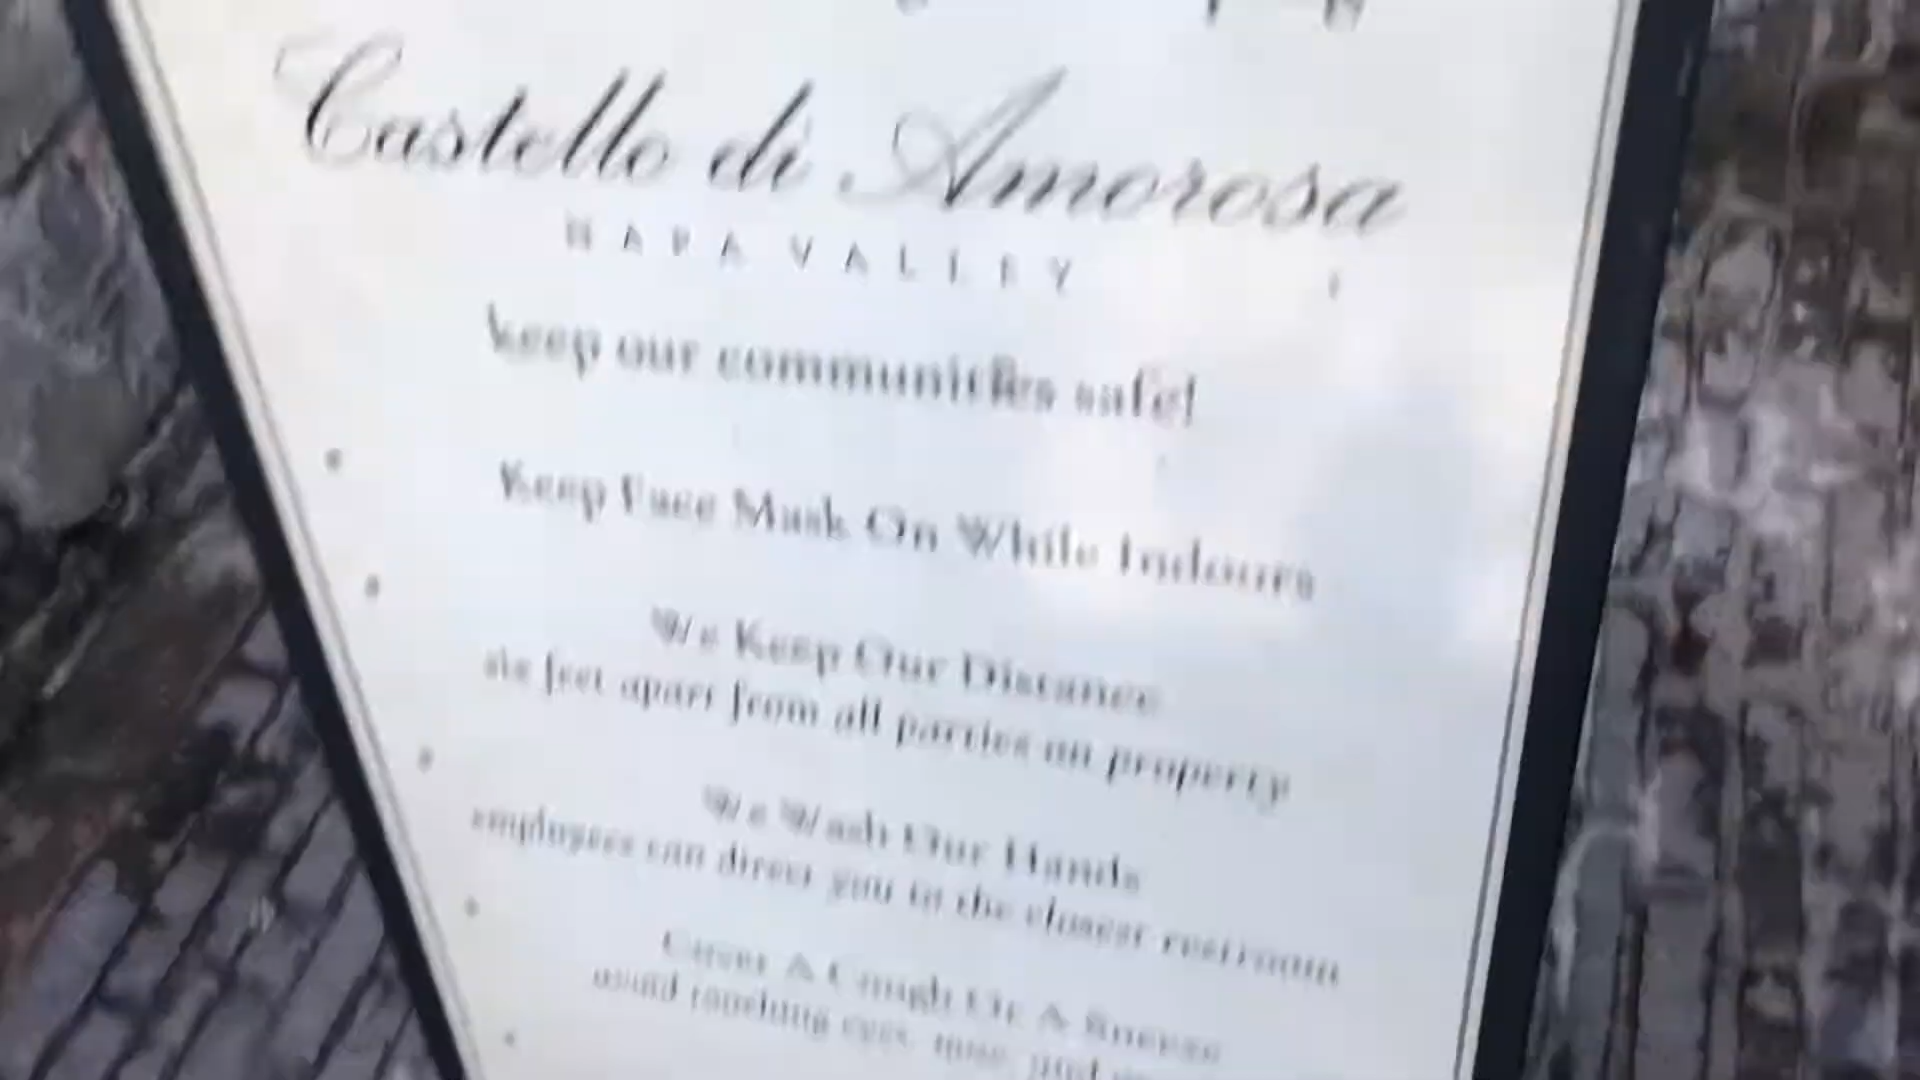 Castello di Amorosa
NAPA VALLEY
keep our communities safe!
Keep Face Mask On While Indoors
We Keep Our Distance
six feet apart from all parties on property
We Wash Our Hands
employees can direct you to the closest restroom
Cover A Cough Or A Sneeze
avoid touching eyes, nose, and